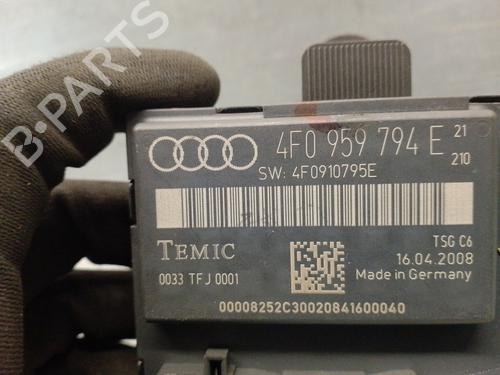 4F0 959 794 E 21
210
SW: 4F0910795E
TEMIC
TSG C6
0033 TFJ 0001
16.04.2008
Made in Germany
00008252C30020841600040
B-PARTS